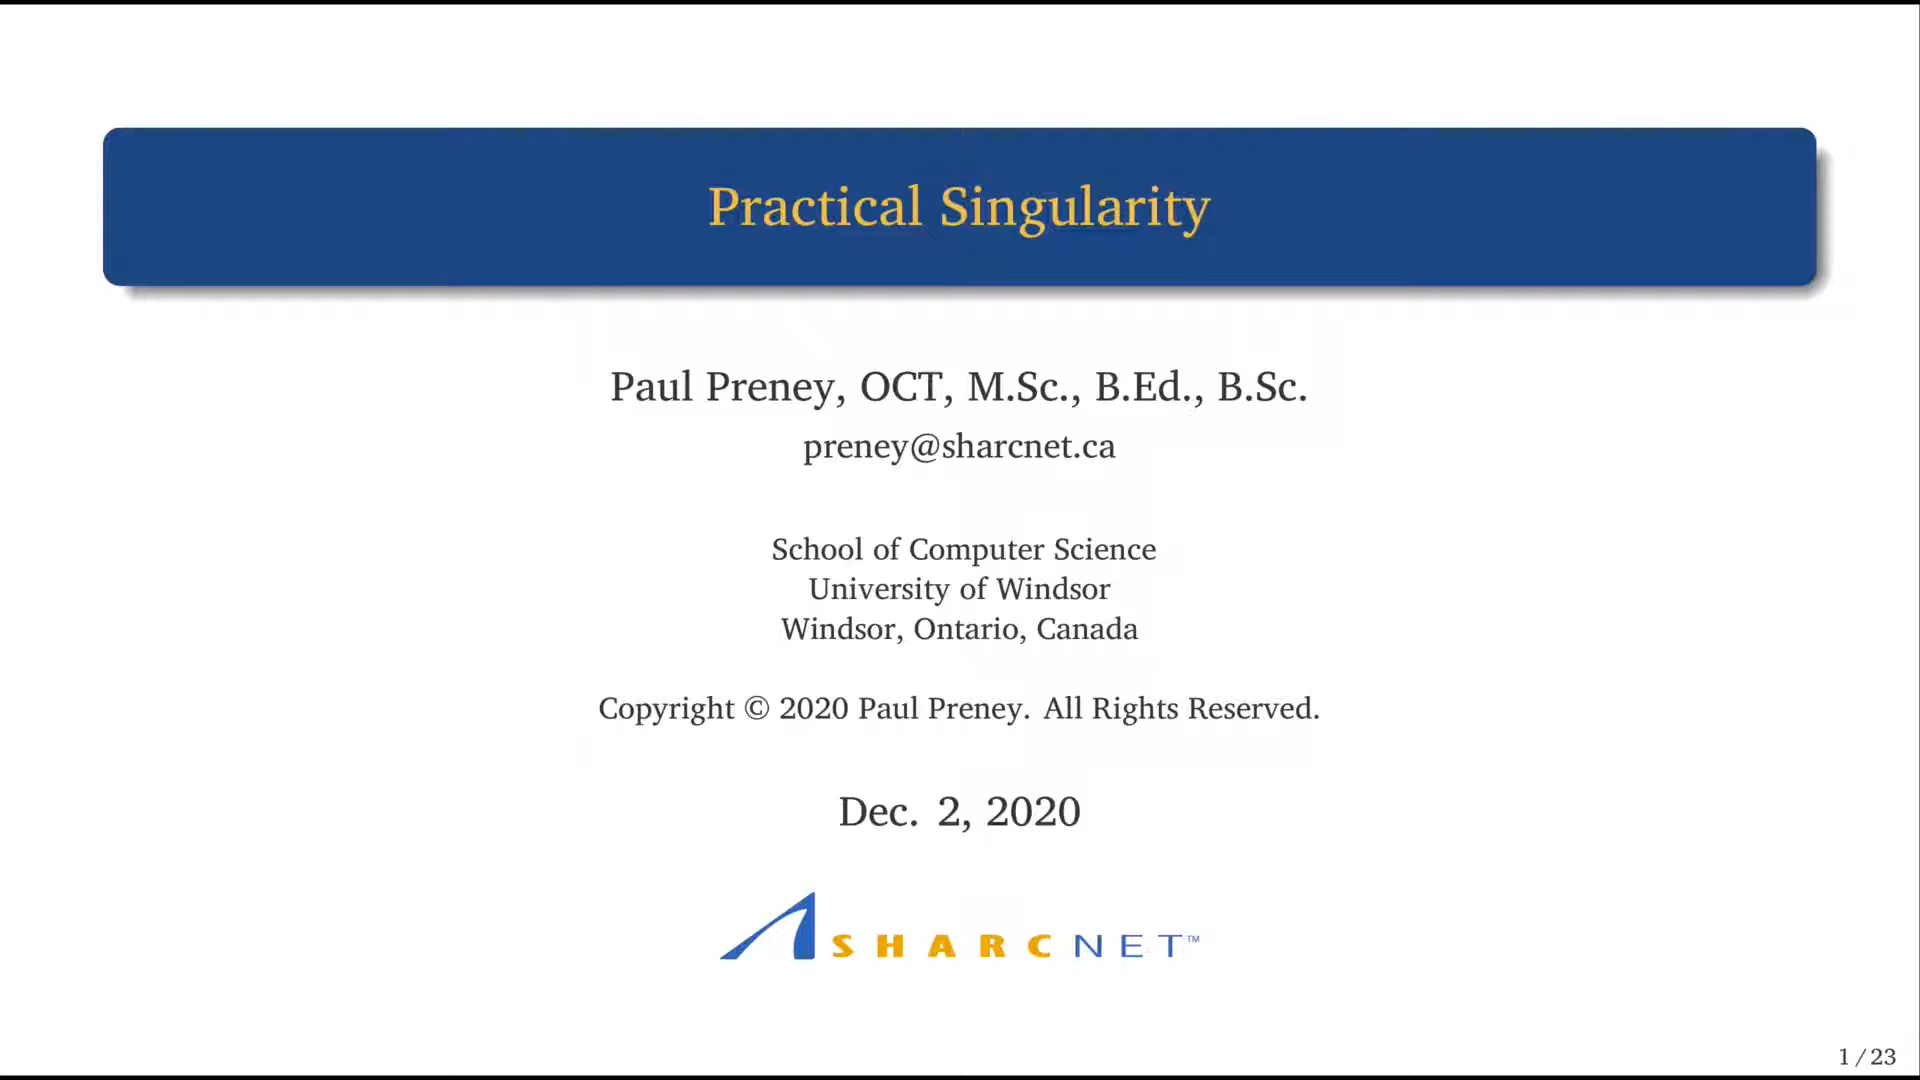 Practical Singularity
Paul Preney, OCT, M.Sc., B.Ed., B.Sc.
preney@sharcnet.ca
School of Computer Science
University of Windsor
Windsor, Ontario, Canada
Copyright © 2020 Paul Preney. All Rights Reserved.
Dec. 2, 2020
SHARCNET™
1 / 23